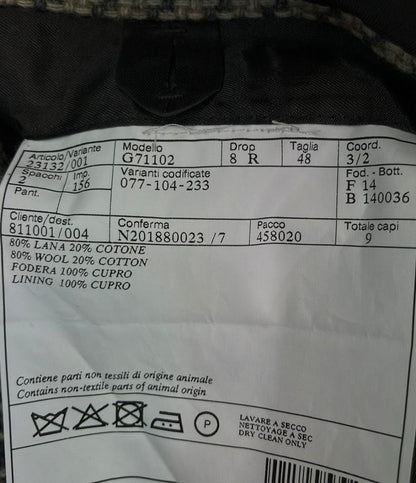 Articolo/Variante Modello Drop Taglia Coord.
23132/001 G71102 8 R 48 3/2
Spacchi Imp. Varianti codificate Fod. - Bott.
2 156 077-104-233 F 14
Pant. B 140036
Cliente/dest. Conferma Pacco Totale capi
811001/004 N201880023 /7 458020 9
80% LANA 20% COTONE
80% WOOL 20% COTTON
FODERA 100% CUPRO
LINING 100% CUPRO
Contiene parti non tessili di origine animale
Contains non-textile parts of animal origin
P
LAVARE A SECCO
NETTOYAGE A SEC
DRY CLEAN ONLY